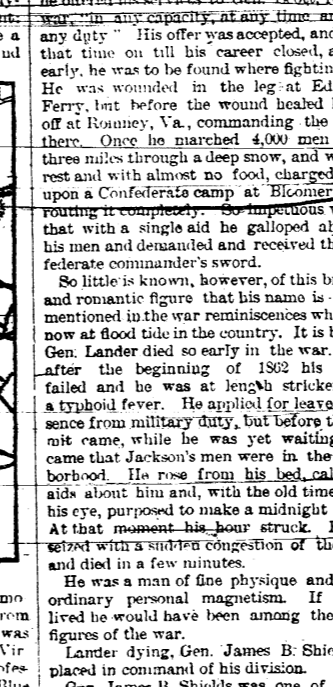 war, "in any capacity, at any time an
any duty" His offer was accepted, and
that time on till his career closed, a
early, he was to be found where fightin
He was wounded in the leg at Ed
Ferry, but before the wound healed
off at Romney, Va., commanding the
there. Once he marched 4,000 men
three miles through a deep snow, and w
rest and with almost no food, charged
upon a Confederate camp at Bloomer
routing it completely. So impetuous
that with a single aid he galloped a
his men and demanded and received th
federate commander's sword.
So little is known, however, of this b
and romantic figure that his name is
mentioned in the war reminiscences wh
now at flood tide in the country. It is
Gen. Lander died so early in the war.
after the beginning of 1862 his
failed and he was at length stricke
a typhoid fever. He applied for leave
sence from military duty, but before t
mit came, while he was yet waiting
came that Jackson's men were in the
borhood. He rose from his bed, cal
aids about him and, with the old time
his eye, purposed to make a midnight
At that moment his hour struck.
seized with a sudden congestion of the
and died in a few minutes.
He was a man of fine physique and
ordinary personal magnetism. If
lived he would have been among the
figures of the war.
Lander dying, Gen. James B. Shie
placed in command of his division.
Gen. James B. Shields was one of